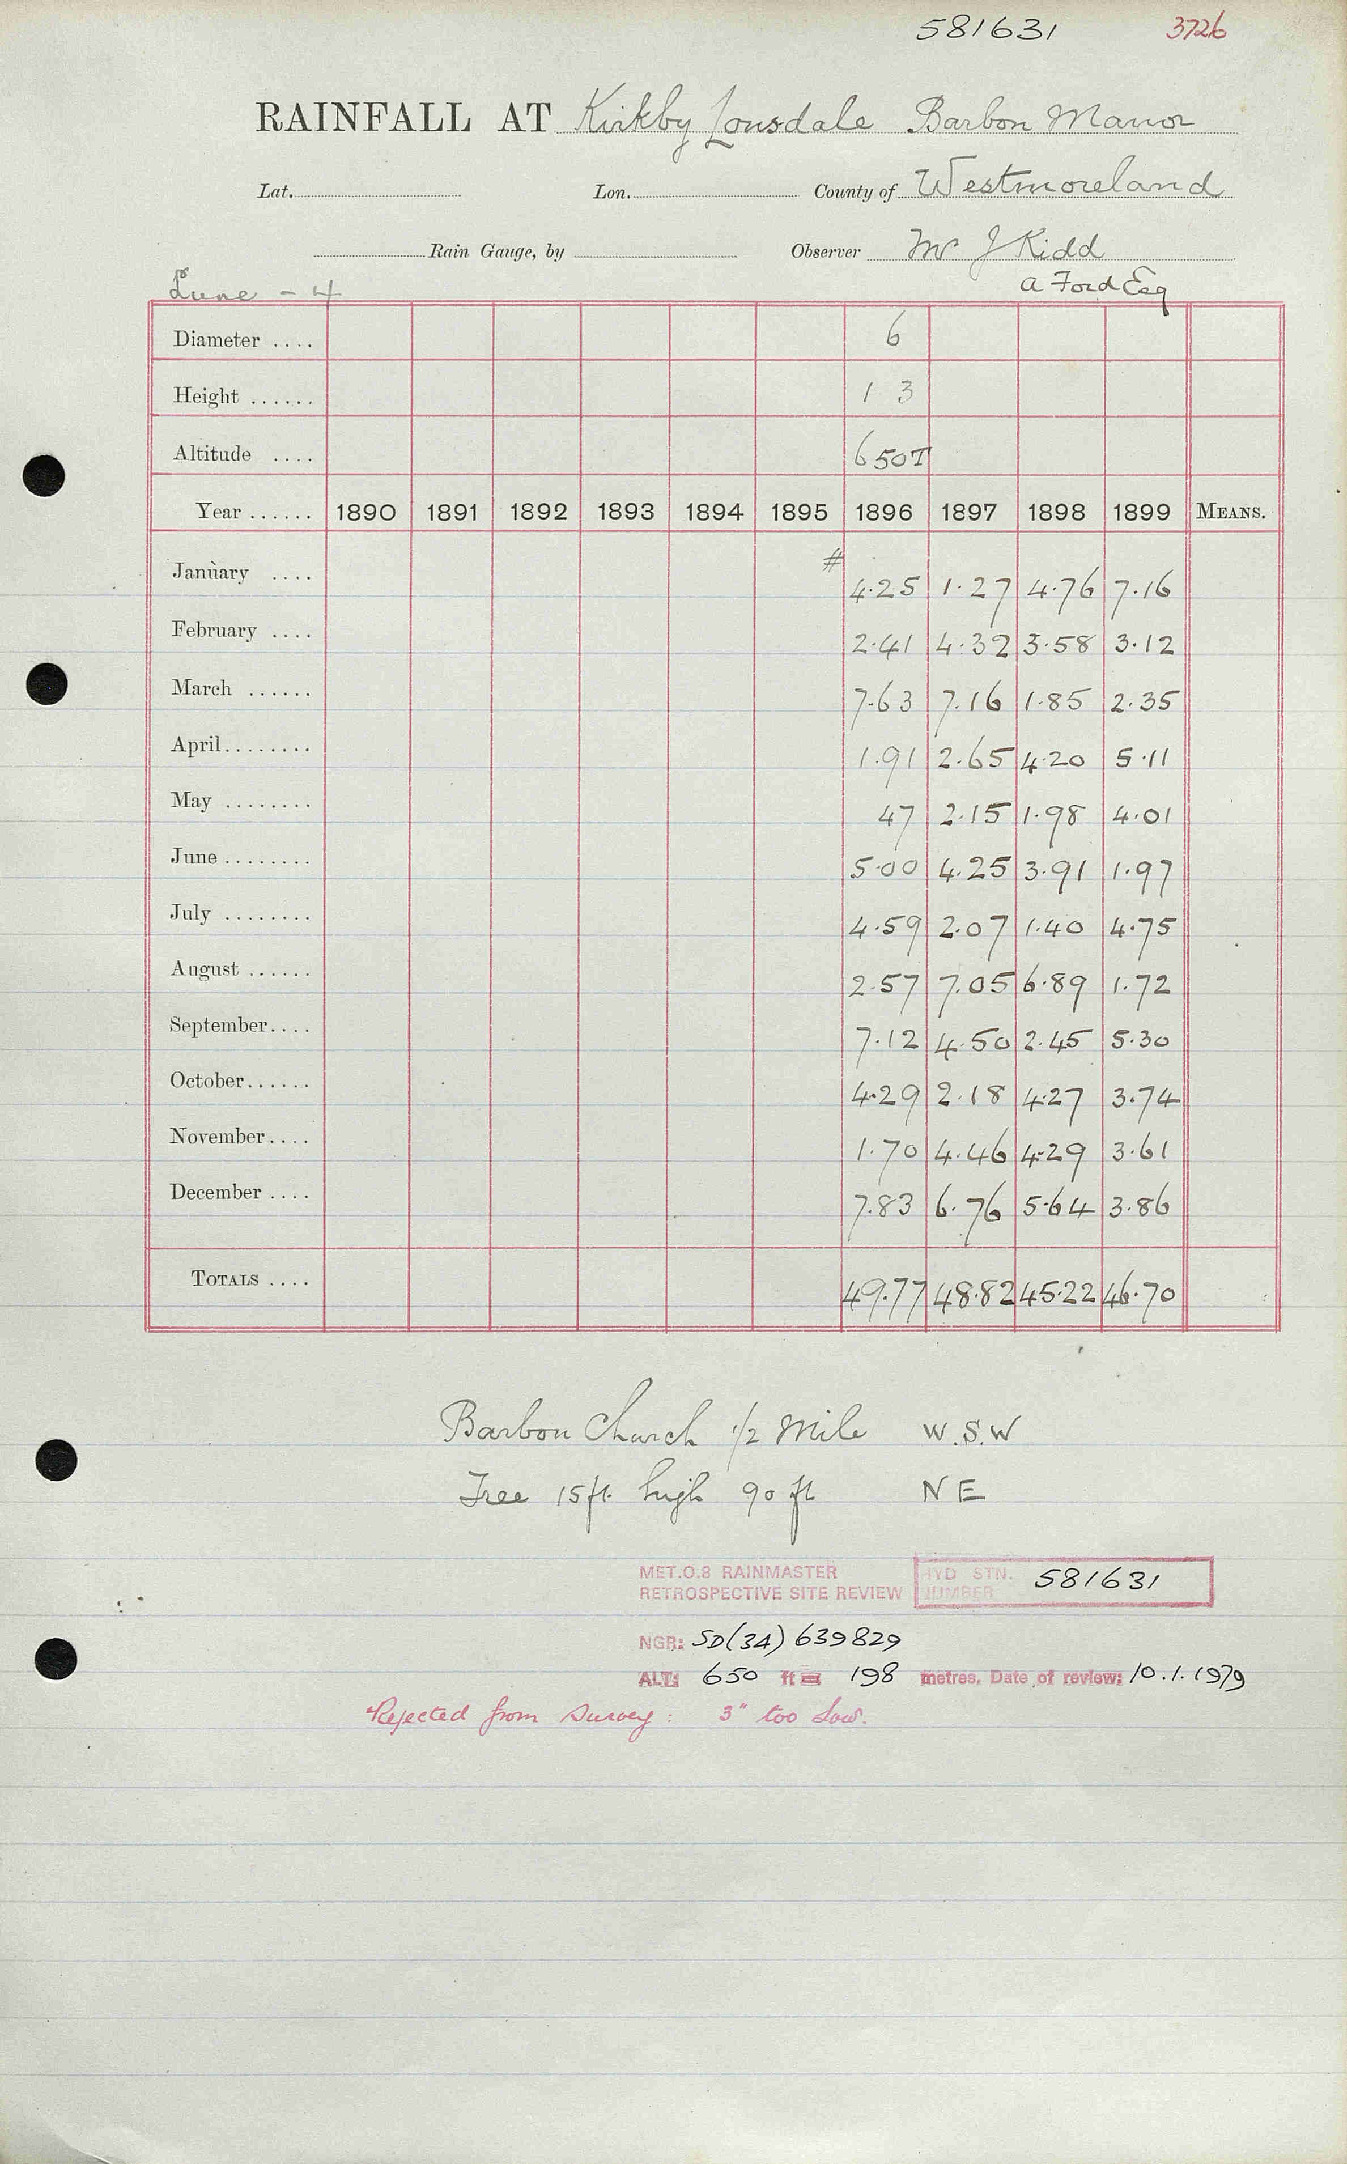 581631 3726
RAINFALL AT Kirkby Lonsdale Barbon Manor
Lat. Lon. County of Westmoreland
Rain Gauge, by Observer Mr J Kidd
Lune - 4 A Ford Esq
Diameter .... 6
Height ...... 1 3
Altitude .... 650T
Year ...... 1890 1891 1892 1893 1894 1895 1896 1897 1898 1899 MEANS.
January .... # 4.25 1.27 4.76 7.16
February .... 2.41 4.32 3.58 3.12
March ...... 7.63 7.16 1.85 2.35
April........ 1.91 2.65 4.20 5.11
May ........ 47 2.15 1.98 4.01
June ........ 5.00 4.25 3.91 1.97
July ........ 4.59 2.07 1.40 4.75
August ...... 2.57 7.05 6.89 1.72
September.... 7.12 4.50 2.45 5.30
October...... 4.29 2.18 4.27 3.74
November.... 1.70 4.46 4.29 3.61
December .... 7.83 6.76 5.64 3.86
TOTALS .... 49.77 48.82 45.22 46.70
Barbon Church 1/2 Mile W.S.W
Tree 15ft high 90 ft NE
MET.O.8 RAINMASTER HYD STN. 581631
RETROSPECTIVE SITE REVIEW NUMBER
NGR: SD(34) 639829
ALT: 650 ft = 198 metres. Date of review: 10.1.1979
Rejected from Survey : 3" too low.